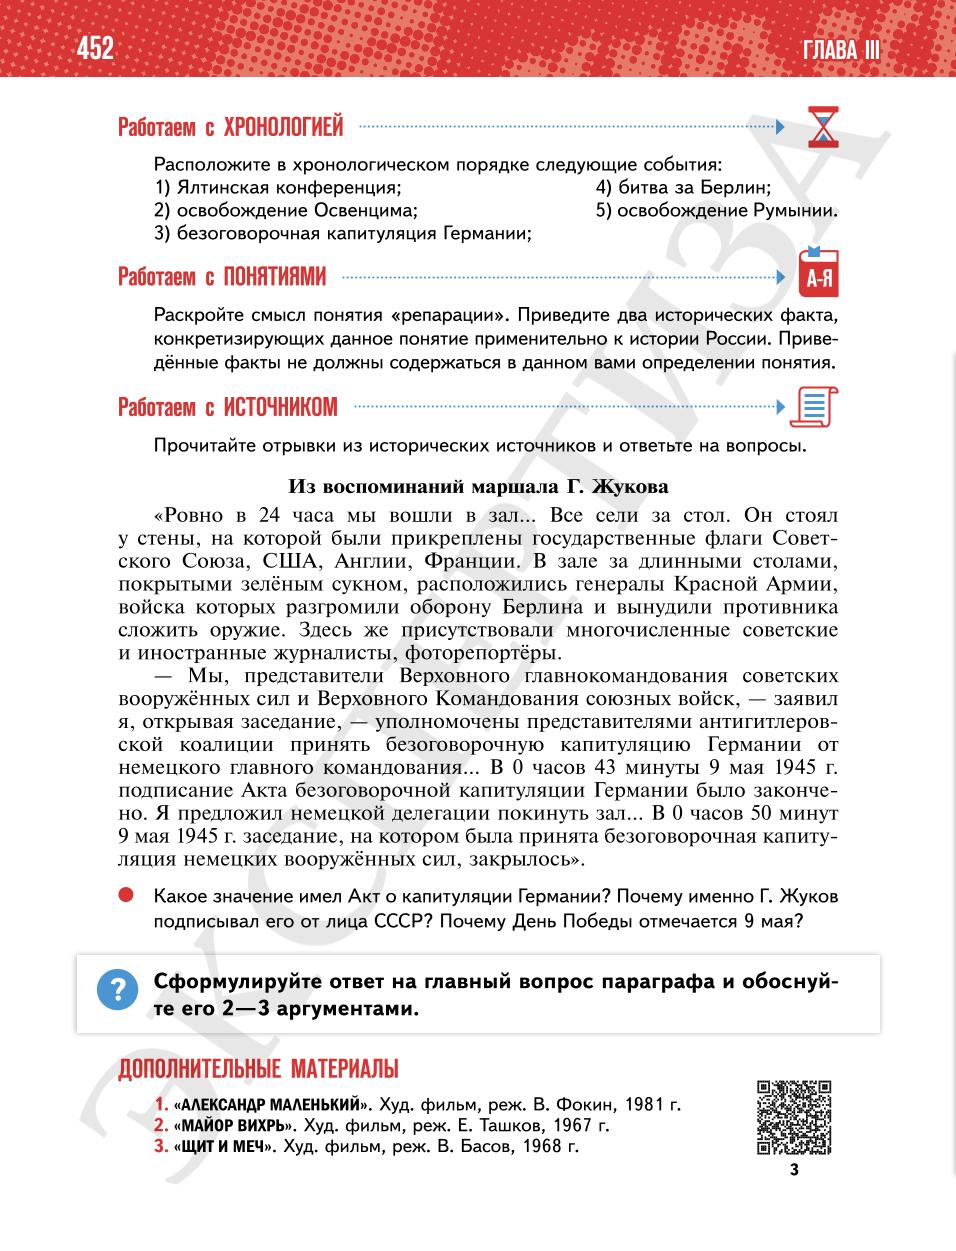 452
ГЛАВА III
Работаем с ХРОНОЛОГИЕЙ
Расположите в хронологическом порядке следующие события:
1) Ялтинская конференция;
4) битва за Берлин;
2) освобождение Освенцима;
5) освобождение Румынии.
3) безоговорочная капитуляция Германии;
Работаем с ПОНЯТИЯМИ
А-Я
Раскройте смысл понятия «репарации». Приведите два исторических факта,
конкретизирующих данное понятие применительно к истории России. Приве-
дённые факты не должны содержаться в данном вами определении понятия.
Работаем с ИСТОЧНИКОМ
Прочитайте отрывки из исторических источников и ответьте на вопросы.
Из воспоминаний маршала Г. Жукова
«Ровно в 24 часа мы вошли в зал... Все сели за стол. Он стоял
у стены, на которой были прикреплены государственные флаги Совет-
ского Союза, США, Англии, Франции. В зале за длинными столами,
покрытыми зелёным сукном, расположились генералы Красной Армии,
войска которых разгромили оборону Берлина и вынудили противника
сложить оружие. Здесь же присутствовали многочисленные советские
и иностранные журналисты, фоторепортёры.
— Мы, представители Верховного главнокомандования советских
вооружённых сил и Верховного Командования союзных войск, — заявил
я, открывая заседание, — уполномочены представителями антигитлеров-
ской коалиции принять безоговорочную капитуляцию Германии от
немецкого главного командования... В 0 часов 43 минуты 9 мая 1945 г.
подписание Акта безоговорочной капитуляции Германии было законче-
но. Я предложил немецкой делегации покинуть зал... В 0 часов 50 минут
9 мая 1945 г. заседание, на котором была принята безоговорочная капиту-
ляция немецких вооружённых сил, закрылось».
Какое значение имел Акт о капитуляции Германии? Почему именно Г. Жуков
подписывал его от лица СССР? Почему День Победы отмечается 9 мая?
?
Сформулируйте ответ на главный вопрос параграфа и обоснуй-
те его 2—3 аргументами.
ДОПОЛНИТЕЛЬНЫЕ МАТЕРИАЛЫ
1. «АЛЕКСАНДР МАЛЕНЬКИЙ». Худ. фильм, реж. В. Фокин, 1981 г.
2. «МАЙОР ВИХРЬ». Худ. фильм, реж. Е. Ташков, 1967 г.
3. «ЩИТ И МЕЧ». Худ. фильм, реж. В. Басов, 1968 г.
3
ЭКСПЕРТИЗА